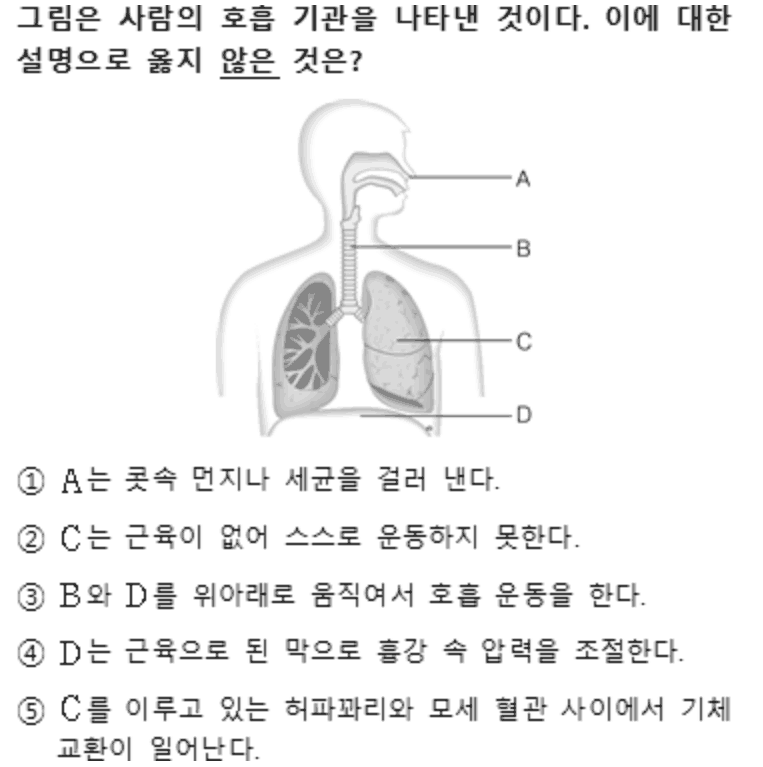 그림은 사람의 호흡 기관을 나타낸 것이다. 이에 대한
설명으로 옳지 않은 것은?
A
B
C
D
① A는 콧속 먼지나 세균을 걸러 낸다.
② C는 근육이 없어 스스로 운동하지 못한다.
③ B와 D를 위아래로 움직여서 호흡 운동을 한다.
④ D는 근육으로 된 막으로 흉강 속 압력을 조절한다.
⑤ C를 이루고 있는 허파꽈리와 모세 혈관 사이에서 기체
교환이 일어난다.